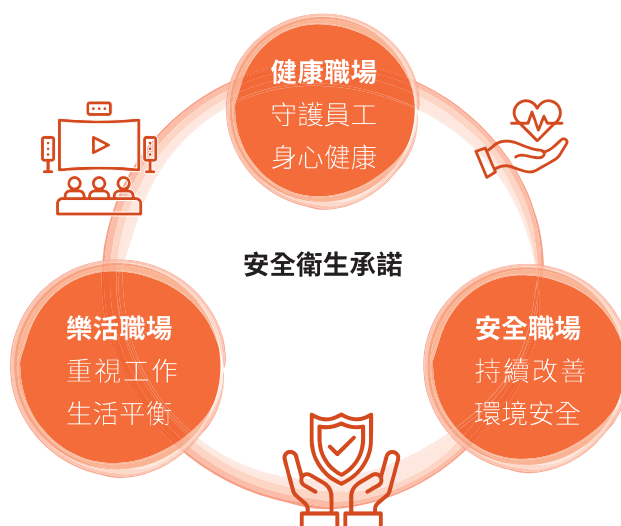 健康職場
守護員工
身心健康
安全衛生承諾
樂活職場
重視工作
生活平衡
安全職場
持續改善
環境安全